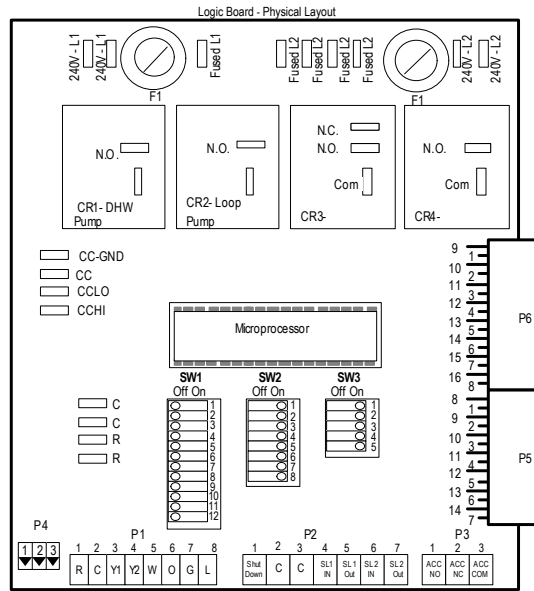 Logic Board - Physical Layout
240V - L1
240V - L1
Fused L1
Fused L2
Fused L2
Fused L2
Fused L2
240V - L2
240V - L2
F1
F1
N.O.
CR1- DHW
Pump
N.O.
CR2- Loop
Pump
N.C.
N.O.
Com
CR3-
N.O.
Com
CR4-
CC-GND
CC
CCLO
CCHI
9
1
10
2
11
3
12
4
13
5
14
6
15
7
16
8
P6
Microprocessor
SW1
Off On
1
2
3
4
5
6
7
8
9
10
11
12
SW2
Off On
1
2
3
4
5
6
7
8
SW3
Off On
1
2
3
4
5
C
C
R
R
8
1
9
2
10
3
11
4
12
5
13
6
14
7
P5
P4
1 2 3
P1
1 2 3 4 5 6 7 8
R C Y1 Y2 W O G L
P2
1 2 3 4 5 6 7
Shut Down C C SL1 IN SL 1 Out SL 2 IN SL 2 Out
P3
1 2 3
ACC NO ACC NC ACC COM